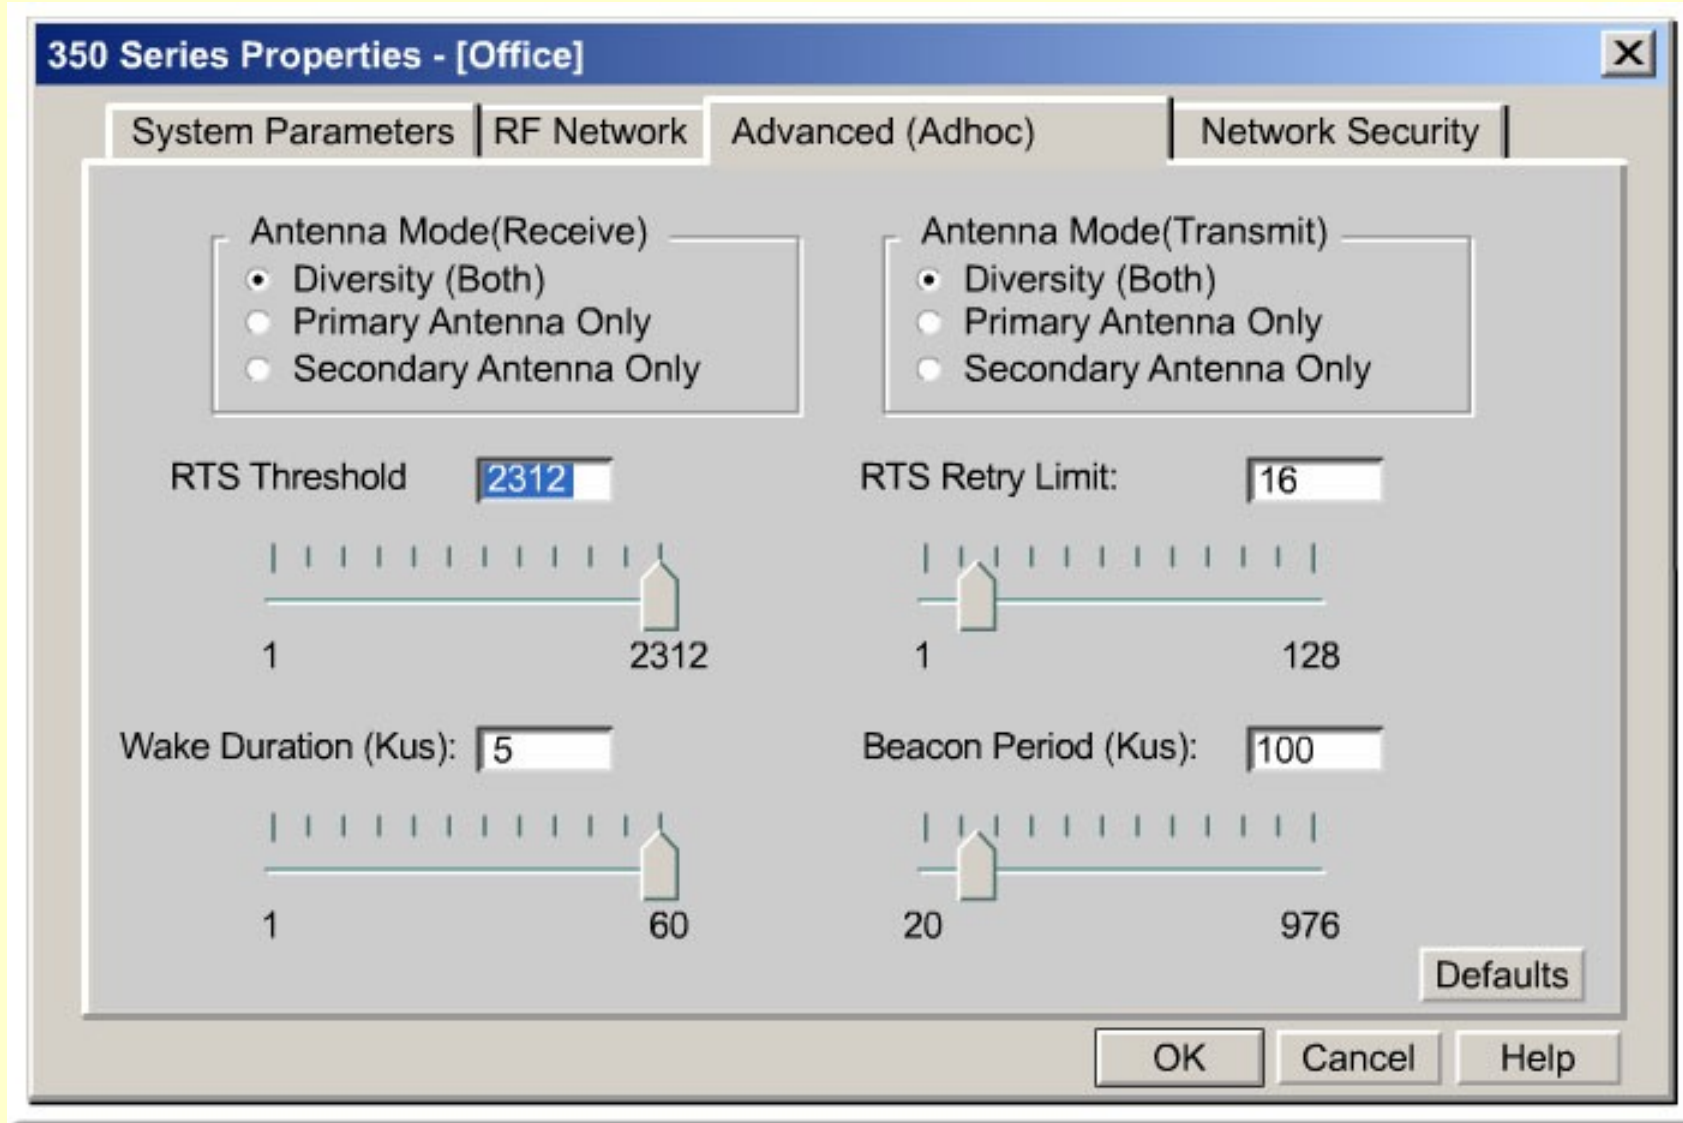 350 Series Properties - [Office]
System Parameters
RF Network
Advanced (Adhoc)
Network Security
Antenna Mode(Receive)
Diversity (Both)
Primary Antenna Only
Secondary Antenna Only
Antenna Mode(Transmit)
Diversity (Both)
Primary Antenna Only
Secondary Antenna Only
RTS Threshold 2312
1 2312
RTS Retry Limit: 16
1 128
Wake Duration (Kus): 5
1 60
Beacon Period (Kus): 100
20 976
Defaults
OK
Cancel
Help